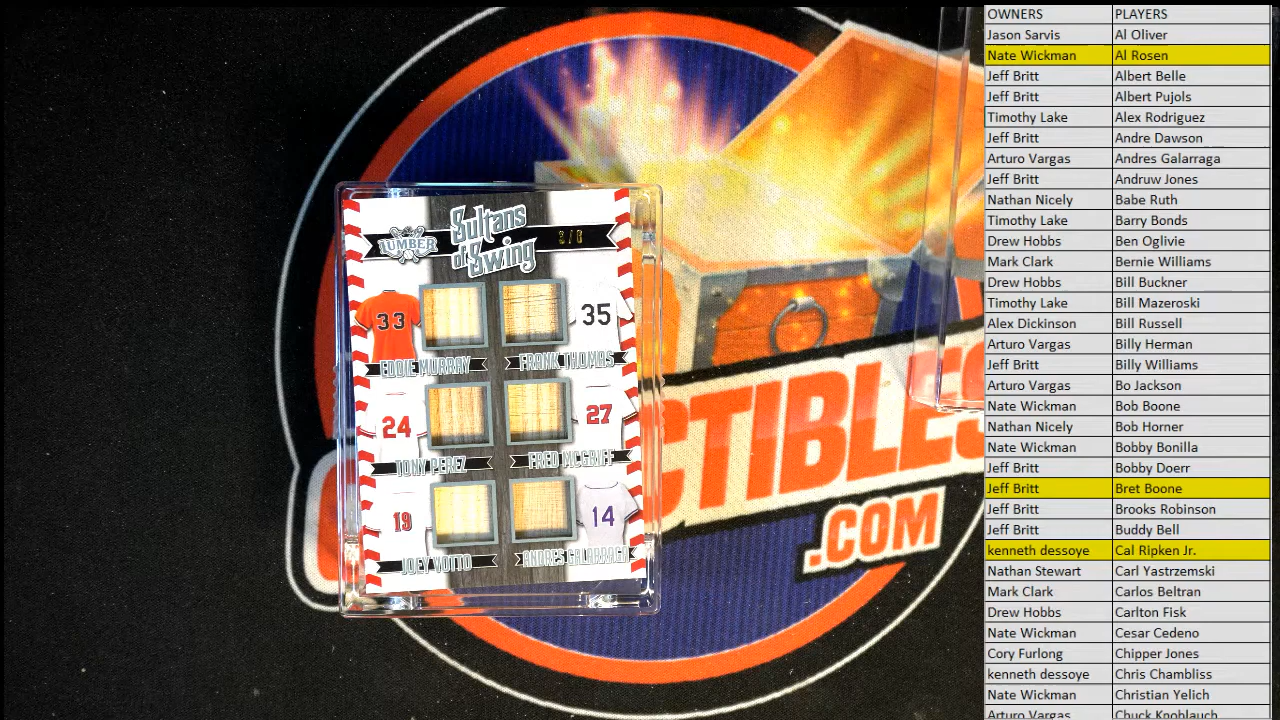 LUMBER
Sultans
of Swing
33
35
EDDIE MURRAY
FRANK THOMAS
24
27
TONY PEREZ
FRED MCGRIFF
19
14
JOEY VOTTO
ANDRES GALARRAGA
CTIBLES
.COM
OWNERS PLAYERS
Jason Sarvis Al Oliver
Nate Wickman Al Rosen
Jeff Britt Albert Belle
Jeff Britt Albert Pujols
Timothy Lake Alex Rodriguez
Jeff Britt Andre Dawson
Arturo Vargas Andres Galarraga
Jeff Britt Andruw Jones
Nathan Nicely Babe Ruth
Timothy Lake Barry Bonds
Drew Hobbs Ben Oglivie
Mark Clark Bernie Williams
Drew Hobbs Bill Buckner
Timothy Lake Bill Mazeroski
Alex Dickinson Bill Russell
Arturo Vargas Billy Herman
Jeff Britt Billy Williams
Arturo Vargas Bo Jackson
Nate Wickman Bob Boone
Nathan Nicely Bob Horner
Nate Wickman Bobby Bonilla
Jeff Britt Bobby Doerr
Jeff Britt Bret Boone
Jeff Britt Brooks Robinson
Jeff Britt Buddy Bell
kenneth dessoye Cal Ripken Jr.
Nathan Stewart Carl Yastrzemski
Mark Clark Carlos Beltran
Drew Hobbs Carlton Fisk
Nate Wickman Cesar Cedeno
Cory Furlong Chipper Jones
kenneth dessoye Chris Chambliss
Nate Wickman Christian Yelich
Arturo Vargas Chuck Knoblauch